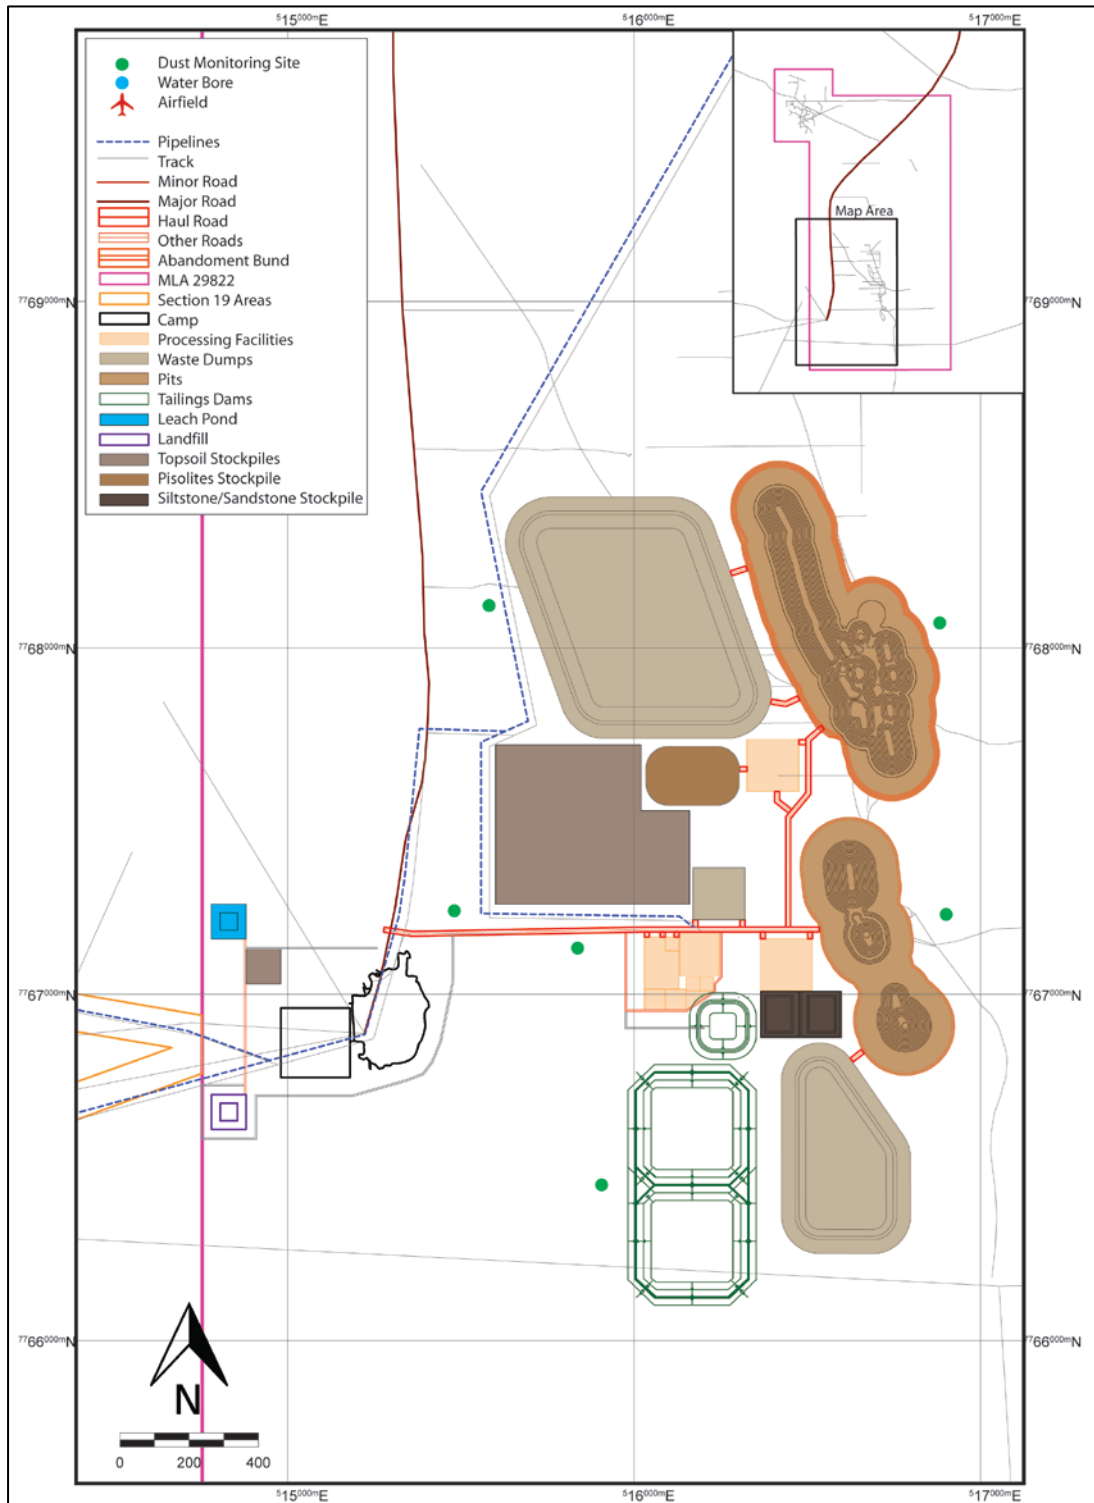 515000mE 516000mE 517000mE
Dust Monitoring Site
Water Bore
Airfield
Pipelines
Track
Minor Road
Major Road
Haul Road
Other Roads
Abandoment Bund
MLA 29822
Section 19 Areas
Camp
Processing Facilities
Waste Dumps
Pits
Tailings Dams
Leach Pond
Landfill
Topsoil Stockpiles
Pisolites Stockpile
Siltstone/Sandstone Stockpile
Map Area
7769000mN 7769000mN
7768000mN 7768000mN
7767000mN 7767000mN
7766000mN 7766000mN
N
0 200 400
515000mE 516000mE 517000mE